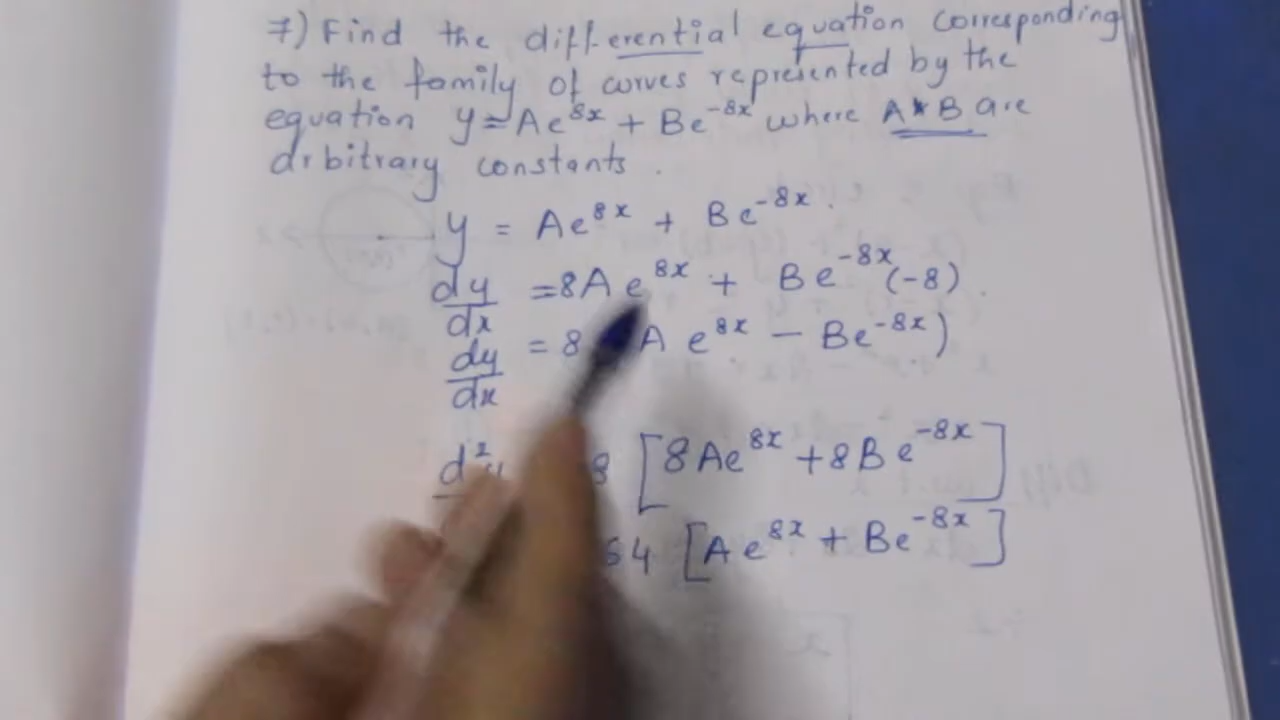 7) Find the differential equation corresponding
to the family of curves represented by the
equation y = Ae^8x + Be^-8x where A & B are
arbitrary constants.
y = Ae^8x + Be^-8x.
dy/dx = 8Ae^8x + Be^-8x(-8).
dy/dx = 8 A e^8x - Be^-8x)
d² 8 [8Ae^8x + 8Be^-8x]
64 [Ae^8x + Be^-8x]